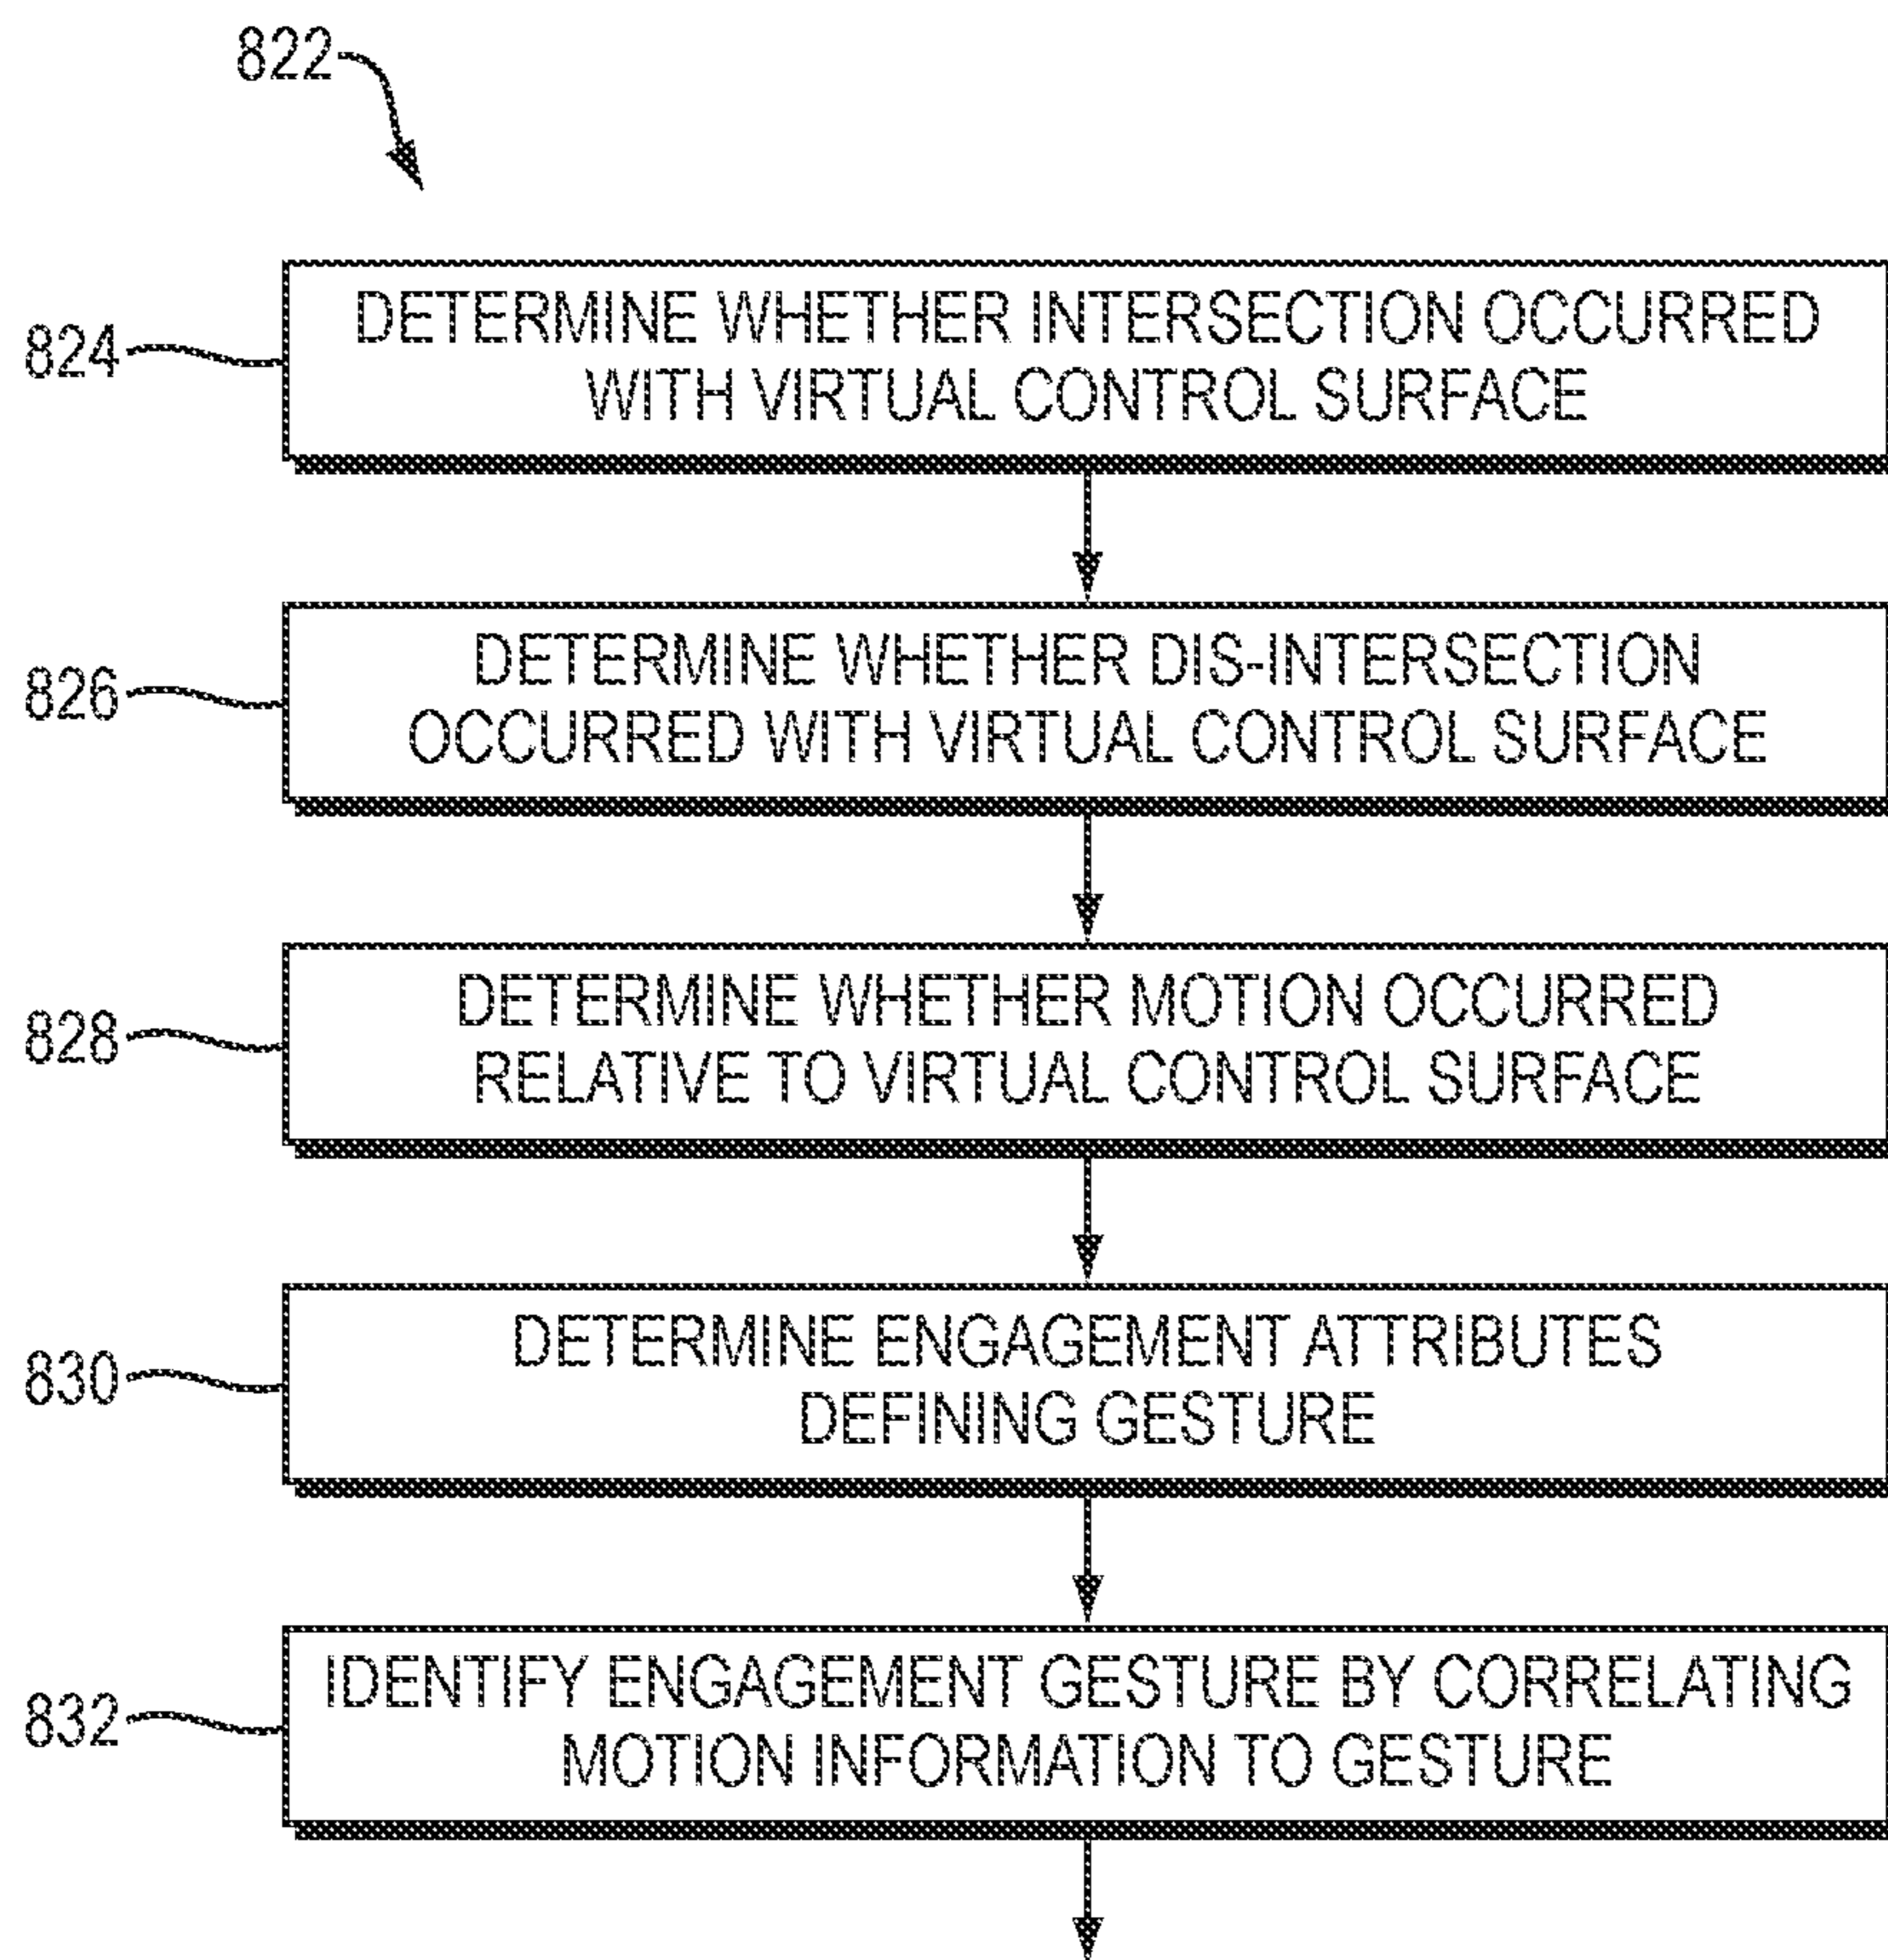 822
824
DETERMINE WHETHER INTERSECTION OCCURRED
WITH VIRTUAL CONTROL SURFACE
826
DETERMINE WHETHER DIS-INTERSECTION
OCCURRED WITH VIRTUAL CONTROL SURFACE
828
DETERMINE WHETHER MOTION OCCURRED
RELATIVE TO VIRTUAL CONTROL SURFACE
830
DETERMINE ENGAGEMENT ATTRIBUTES
DEFINING GESTURE
832
IDENTIFY ENGAGEMENT GESTURE BY CORRELATING
MOTION INFORMATION TO GESTURE